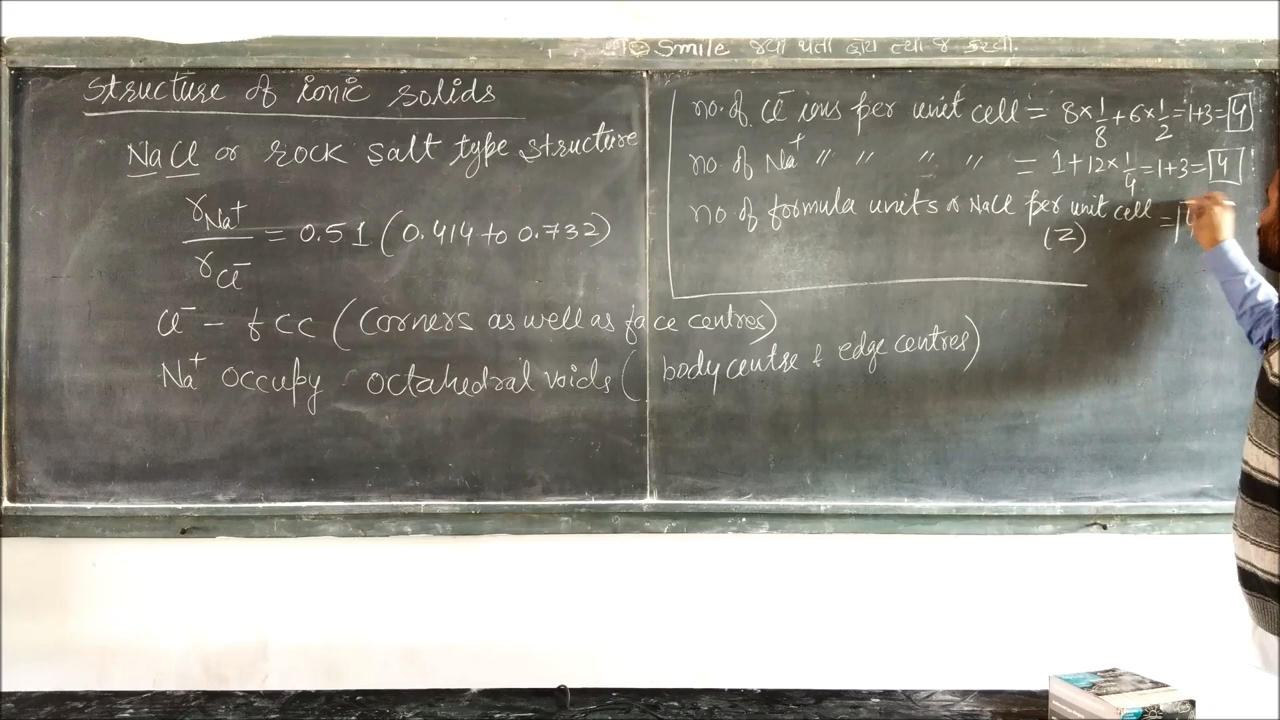 Smile
Structure of ionic solids
NaCl or rock salt type structure
rNa⁺/rCl⁻ = 0.51 (0.414 to 0.732)
Cl⁻ – fcc (Corners as well as face centres)
Na⁺ occupy octahedral voids (body centre & edge centres)
no. of Cl⁻ ions per unit cell = 8×1/8+6×1/2=1+3=4
no. of Na⁺〃 〃 〃 〃 = 1+12×1/4=1+3=4
no of formula units of NaCl per unit cell =4
(Z)